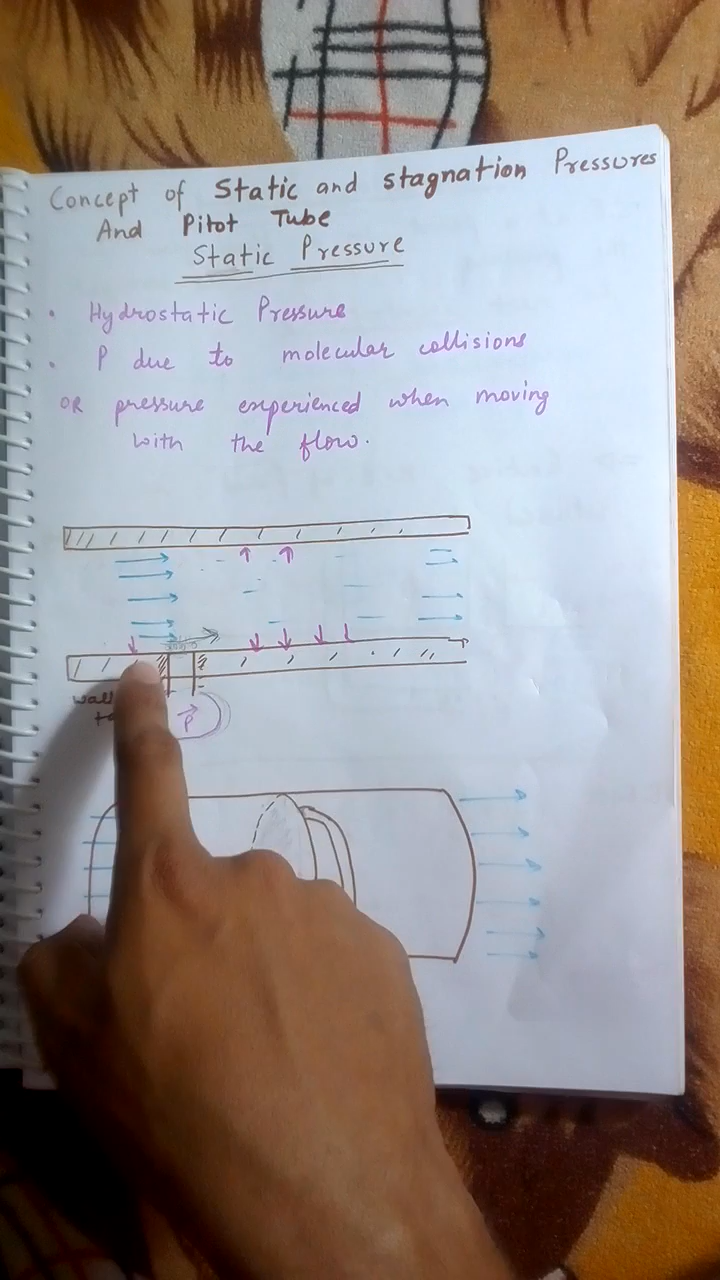 Concept of Static and stagnation Pressures
And Pitot Tube
Static Pressure
• Hydrostatic Pressure
• P due to molecular collisions
OR pressure experienced when moving
with the flow.
P